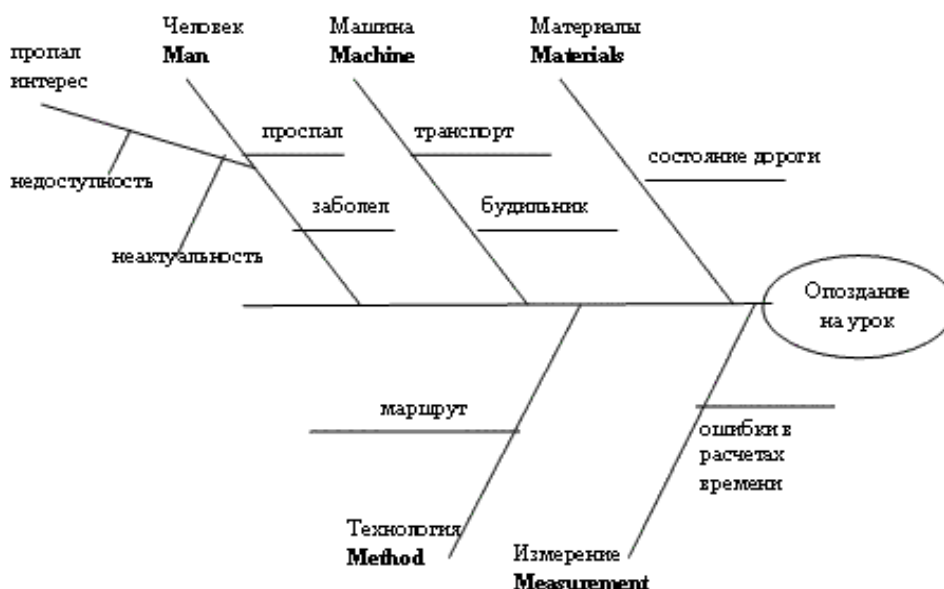 Человек
Man
Машина
Machine
Материалы
Materials
пропал
интерес
проспал
транспорт
состояние дороги
недоступность
заболел
будильник
неактуальность
Опоздание
на урок
маршрут
ошибки в
расчетах
времени
Технология
Method
Измерение
Measurement